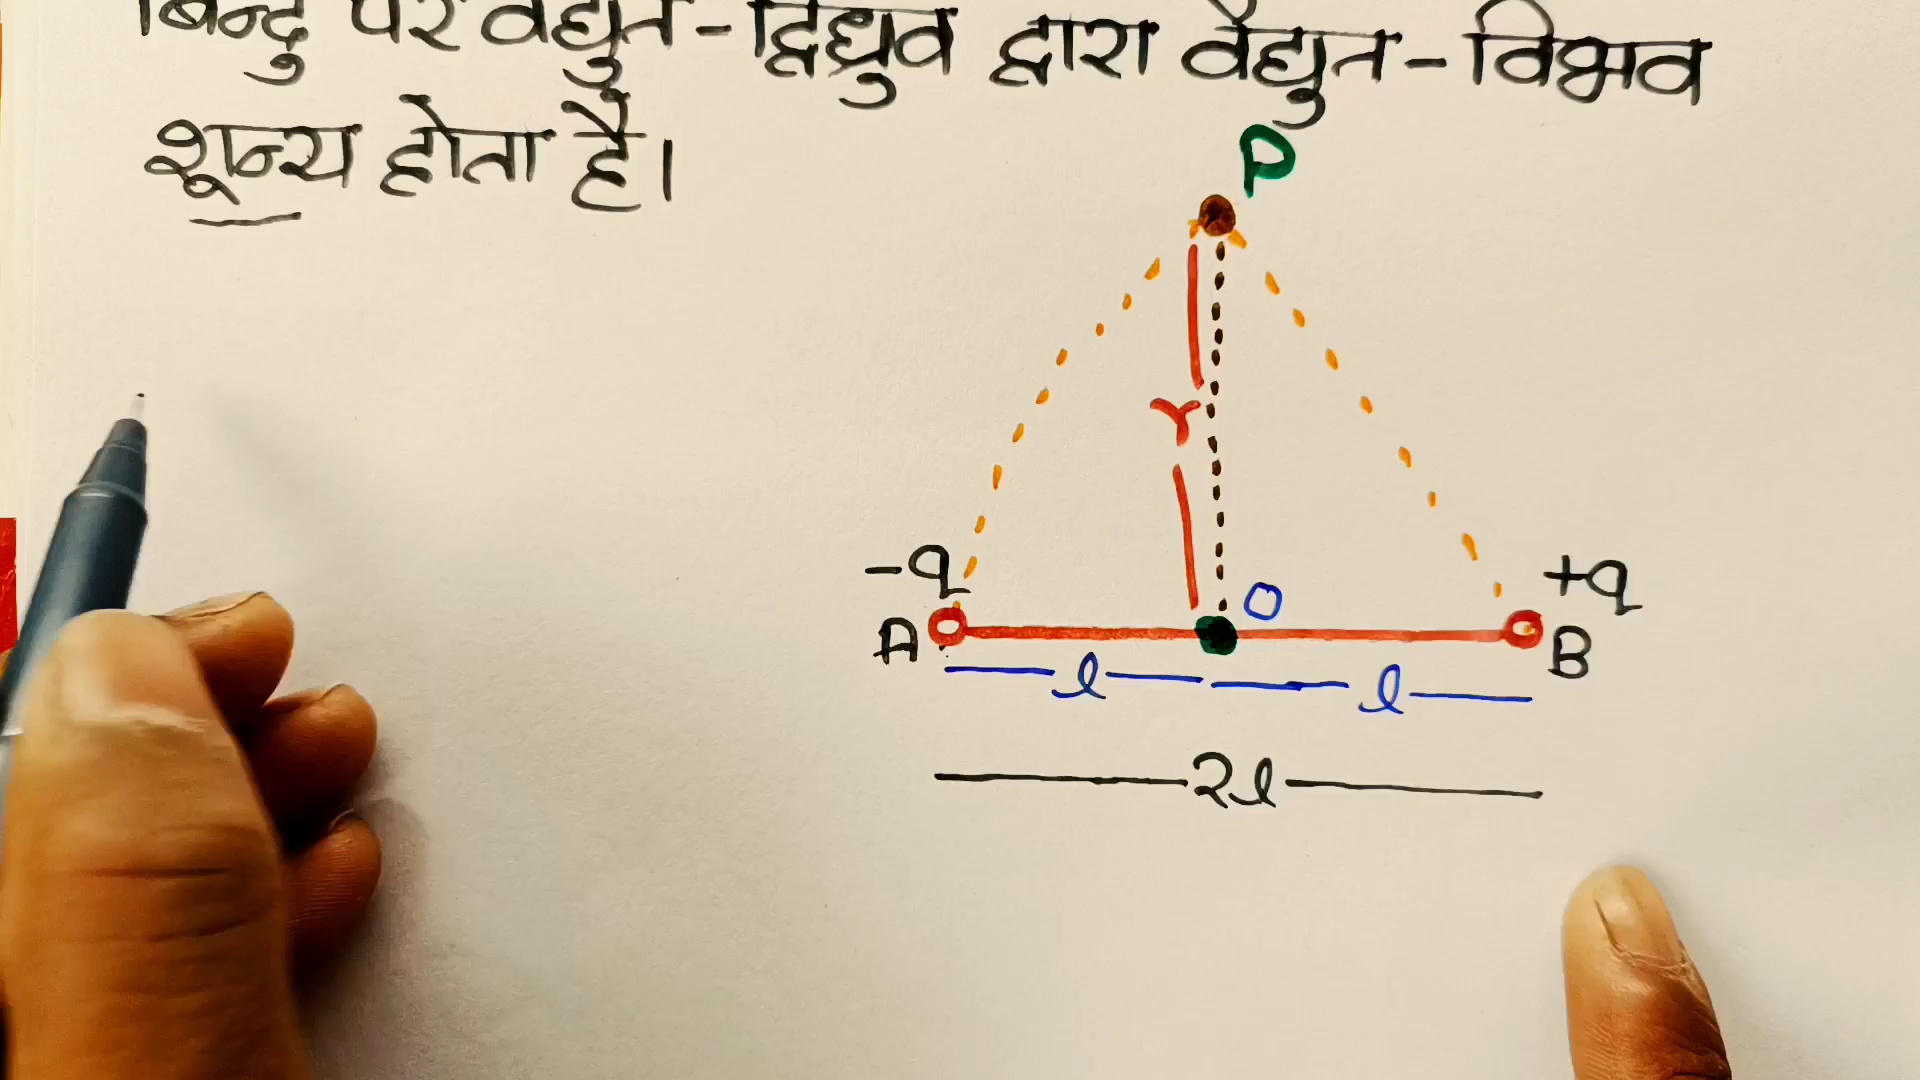 बिन्दु पर वैद्युत-द्विध्रुव द्वारा वैद्युत-विभव
शून्य होता है।
P
r
-q
+q
O
A
B
l
l
2l